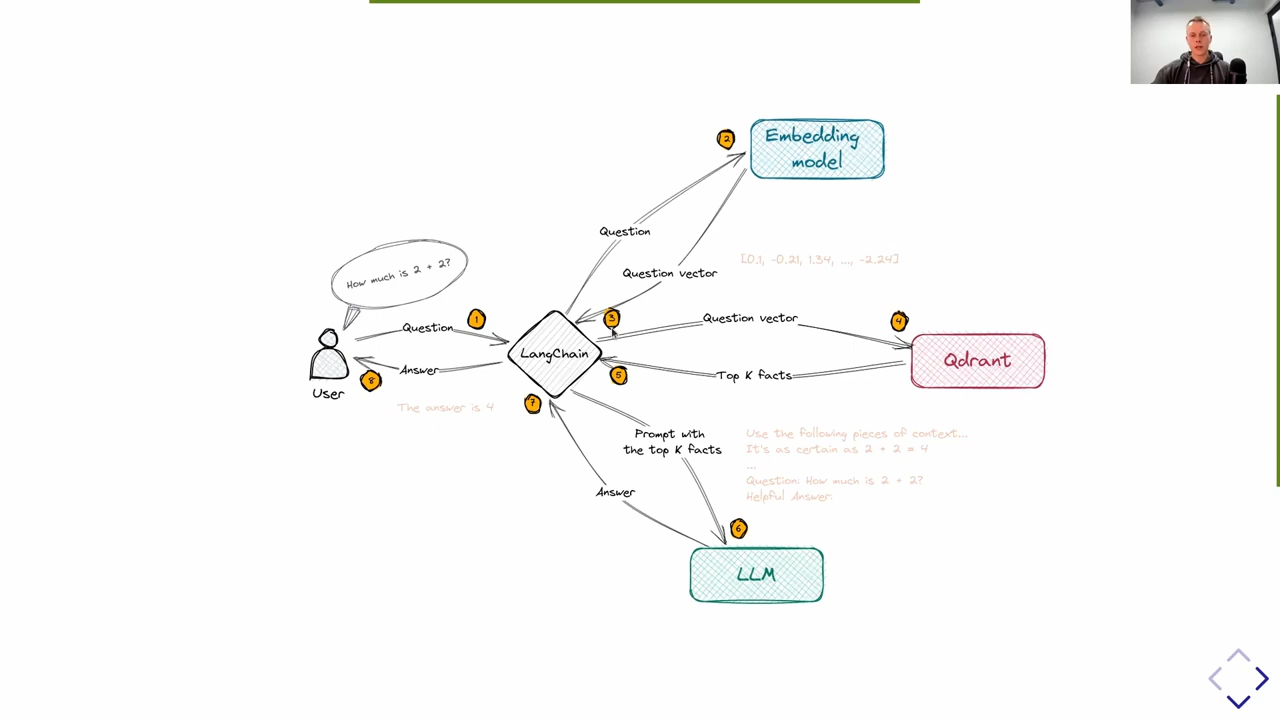 2
Embedding
model
Question
How much is 2 + 2?
Question vector
[0.1, -0.21, 1.34, ..., -2.24]
1
3
Question vector
4
Question
LangChain
Qdrant
Answer
5
Top K facts
8
User
The answer is 4
7
Prompt with
the top K facts
Use the following pieces of context...
It's as certain as 2 + 2 = 4
...
Question: How much is 2 + 2?
Helpful Answer:
Answer
6
LLM